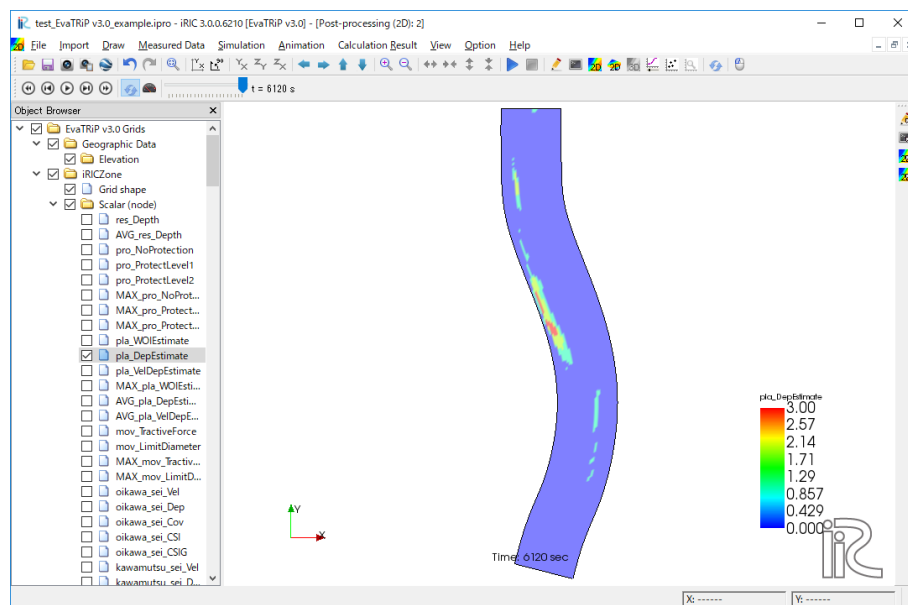 test_EvaTRiP v3.0_example.ipro - iRIC 3.0.0.6210 [EvaTRiP v3.0] - [Post-processing (2D): 2]
File Import Draw Measured Data Simulation Animation Calculation Result View Option Help
t = 6120 s
Object Browser
EvaTRiP v3.0 Grids
Geographic Data
Elevation
iRICZone
Grid shape
Scalar (node)
res_Depth
AVG_res_Depth
pro_NoProtection
pro_ProtectLevel1
pro_ProtectLevel2
MAX_pro_NoProt...
MAX_pro_Protect...
MAX_pro_Protect...
pla_WOIEstimate
pla_DepEstimate
pla_VelDepEstimate
MAX_pla_WOIEsti...
AVG_pla_DepEsti...
AVG_pla_VelDepE...
mov_TractiveForce
mov_LimitDiameter
MAX_mov_Tractiv...
MAX_mov_LimitD...
oikawa_sei_Vel
oikawa_sei_Dep
oikawa_sei_Cov
oikawa_sei_CSI
oikawa_sei_CSIG
kawamutsu_sei_Vel
kawamutsu_sei_D...
pla_DepEstimate
3.00
2.57
2.14
1.71
1.29
0.857
0.429
0.000
Y
X
Time: 6120 sec
iRIC
X: ------
Y: ------